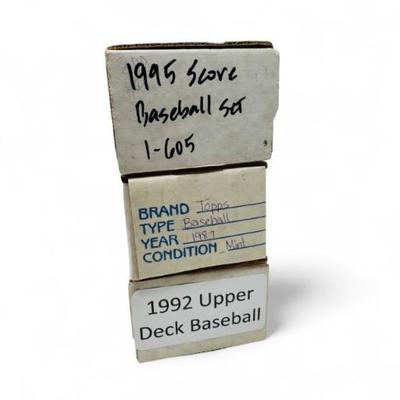 1995 Score
Baseball Set
1-605
BRAND Topps
TYPE Baseball
YEAR 1987
CONDITION Mint
1992 Upper
Deck Baseball